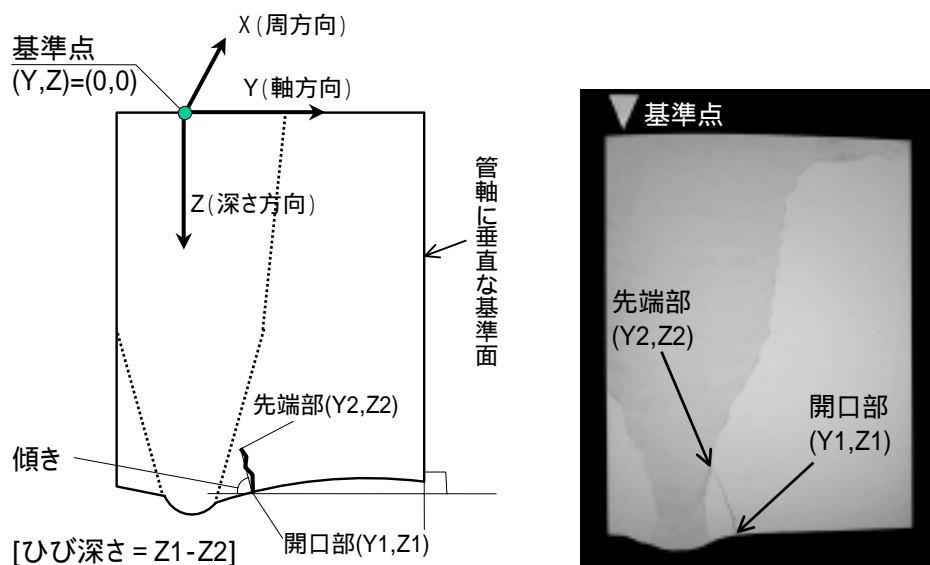 X(周方向)
基準点
(Y,Z)=(0,0)
Y(軸方向)
Z(深さ方向)
管軸に垂直な基準面
先端部(Y2,Z2)
傾き
開口部(Y1,Z1)
[ひび深さ = Z1-Z2]
基準点
先端部
(Y2,Z2)
開口部
(Y1,Z1)